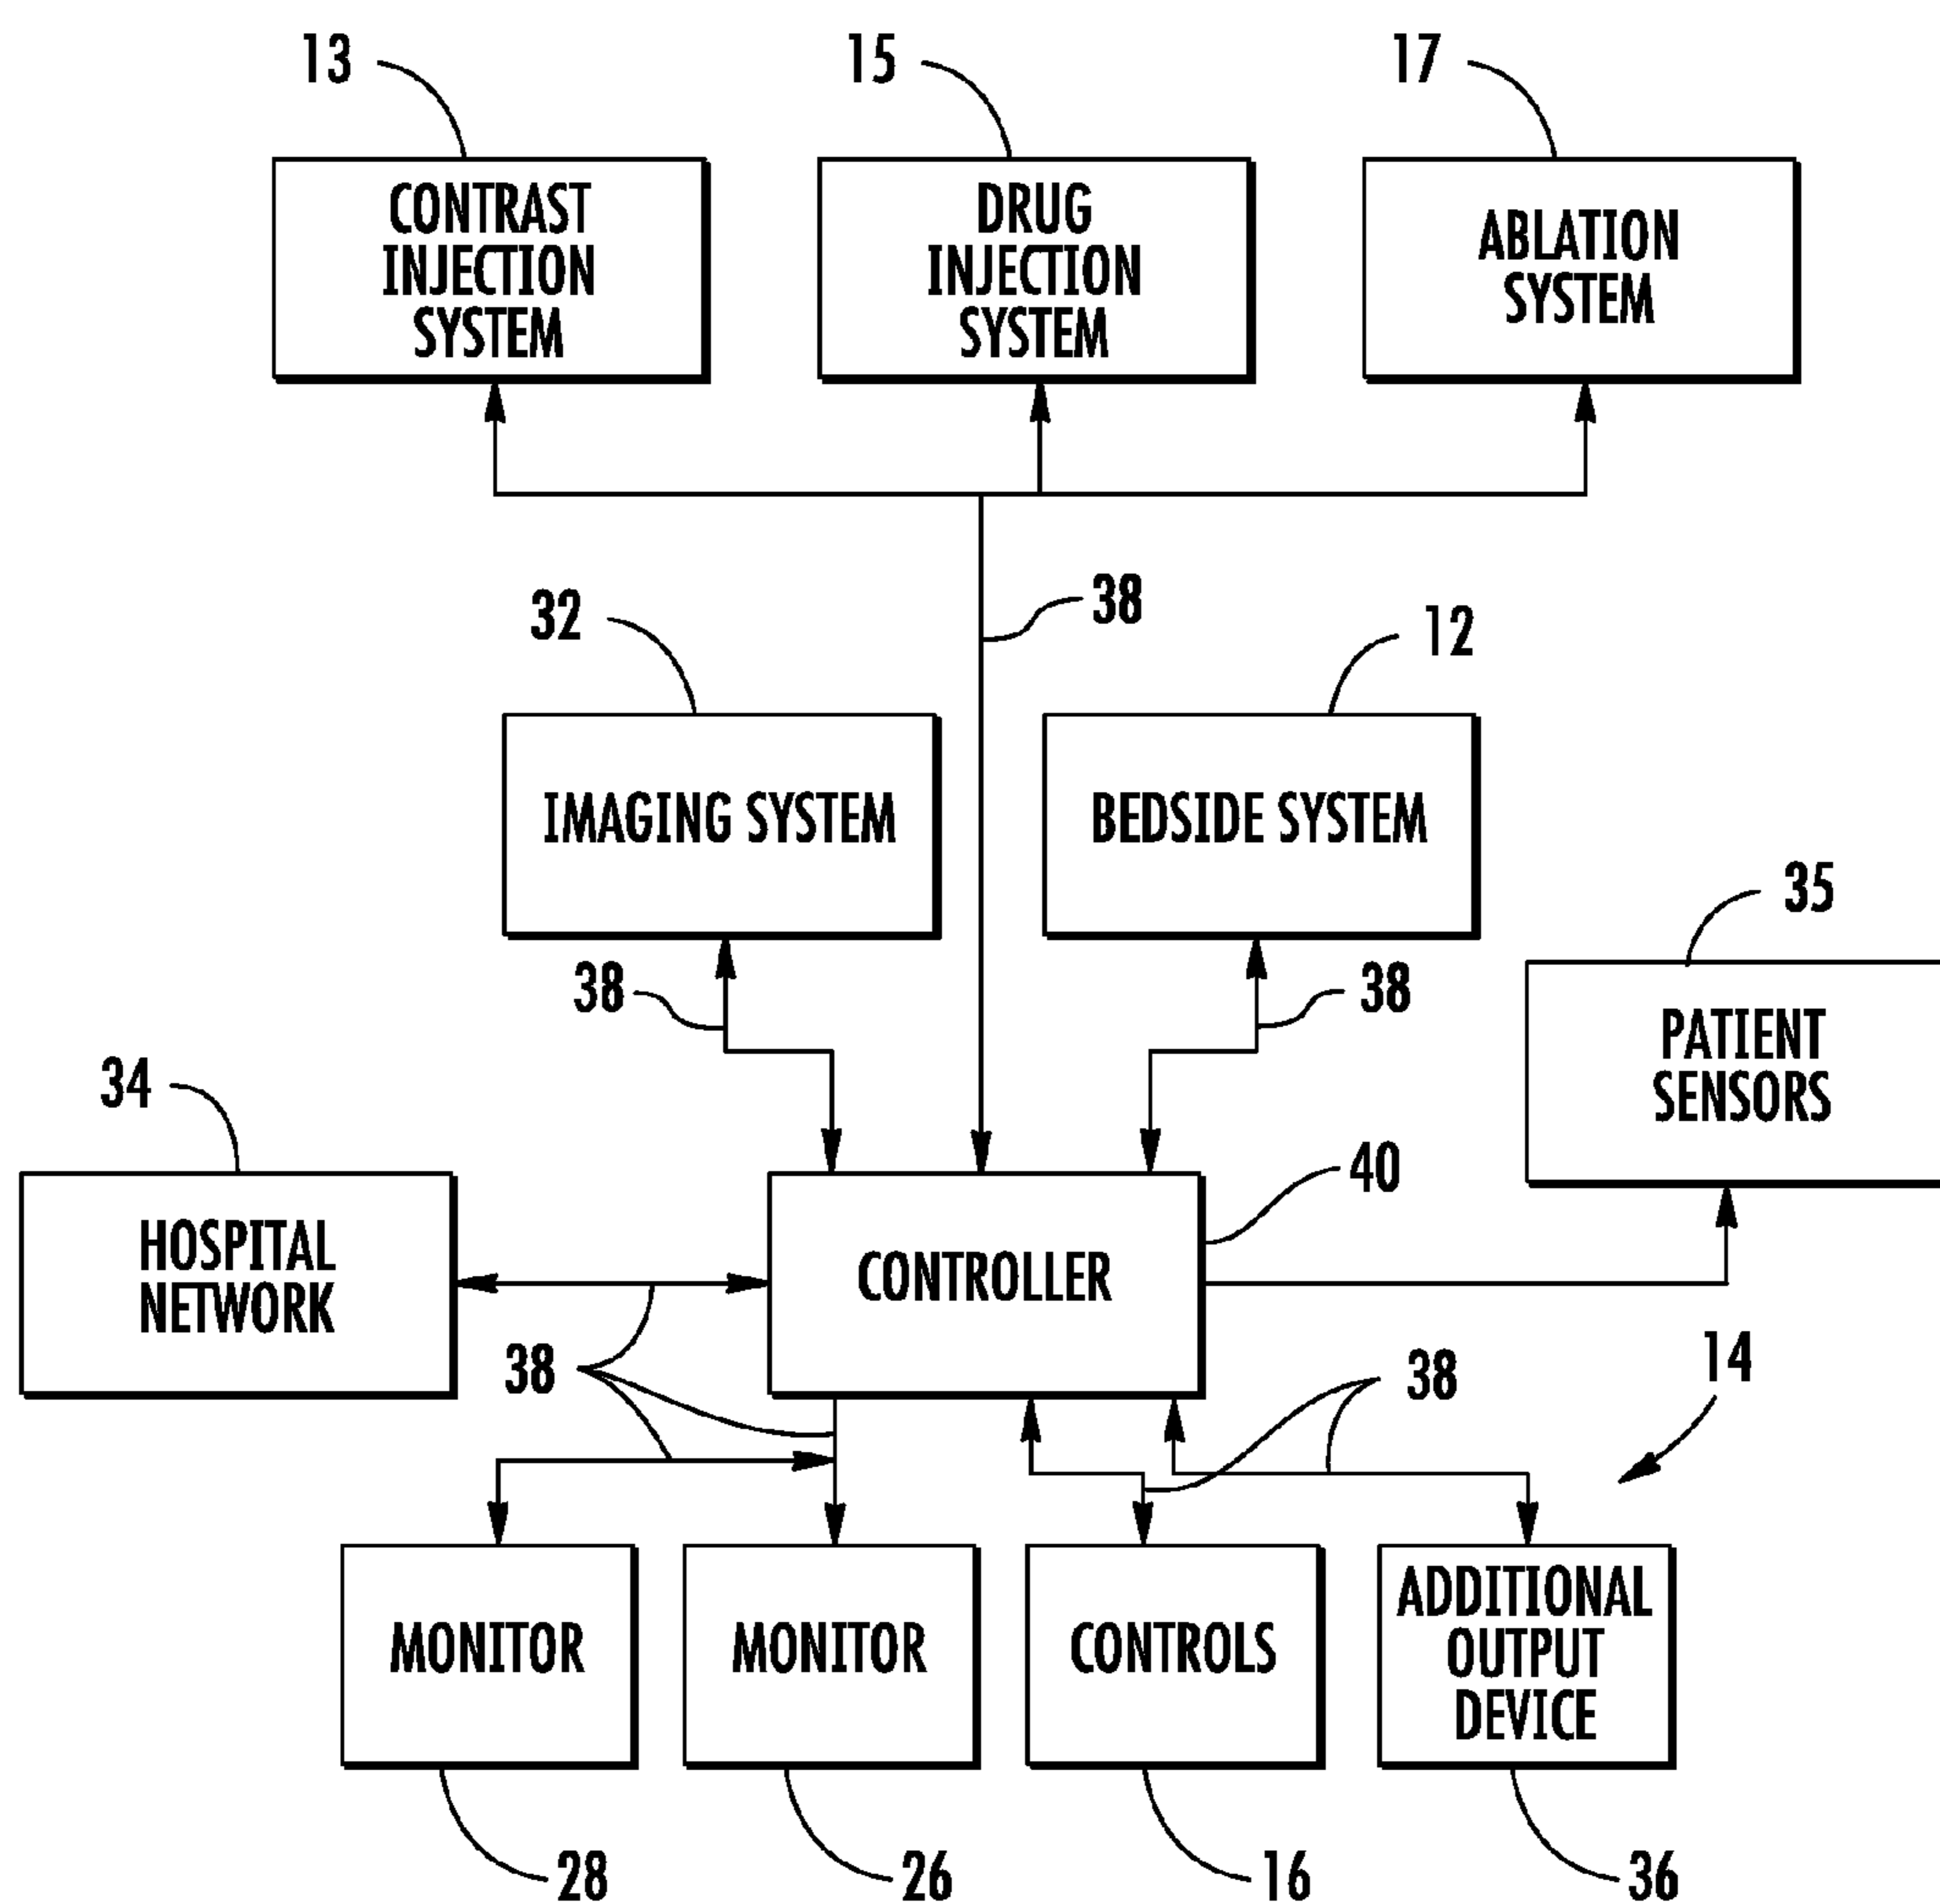 13
15
17
CONTRAST
INJECTION
SYSTEM
DRUG
INJECTION
SYSTEM
ABLATION
SYSTEM
38
32
12
IMAGING SYSTEM
BEDSIDE SYSTEM
35
38
38
PATIENT
SENSORS
34
40
HOSPITAL
NETWORK
CONTROLLER
38
38
14
MONITOR
MONITOR
CONTROLS
ADDITIONAL
OUTPUT
DEVICE
28
26
16
36